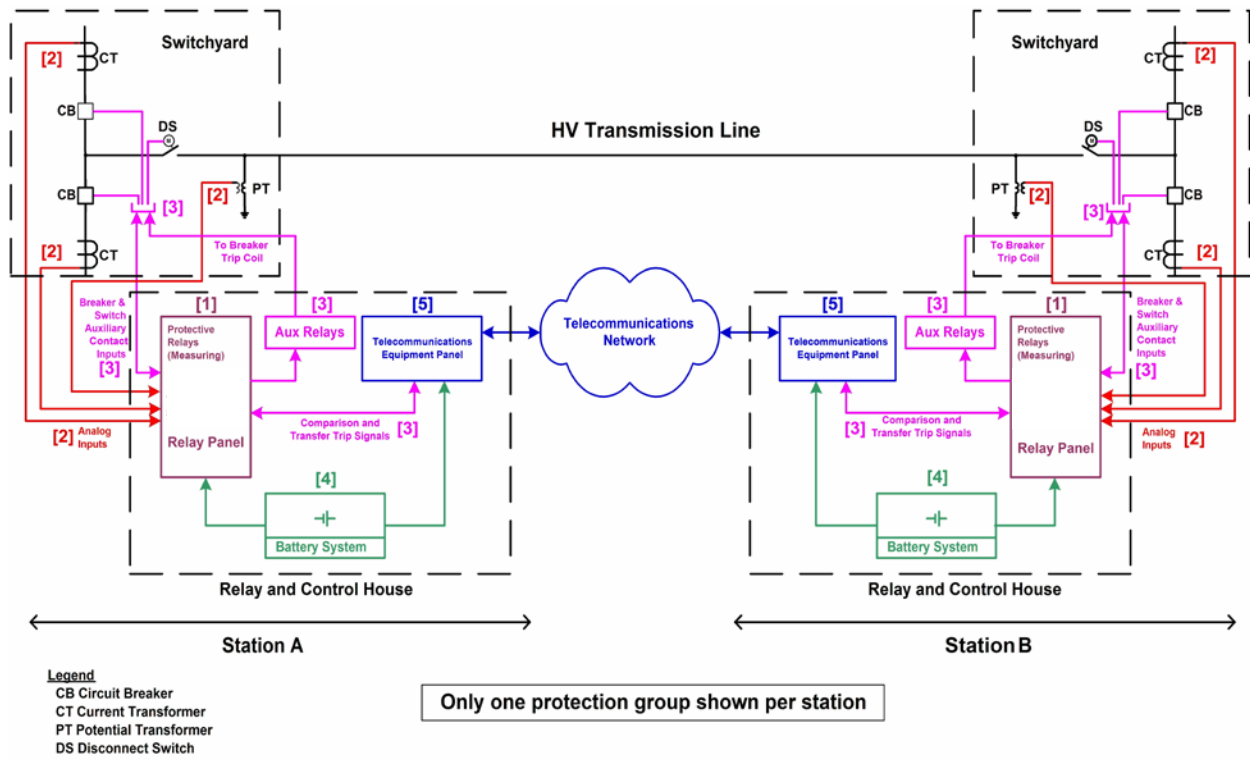 Switchyard
[2]
CT
CB
DS
CB
[3]
[2]
PT
[2]
CT
To Breaker
Trip Coil
HV Transmission Line
Switchyard
CT
[2]
CB
DS
PT
[2]
CB
[3]
CT
[2]
To Breaker
Trip Coil
Breaker &
Switch
Auxiliary
Contact
Inputs
[3]
[1]
Protective
Relays
(Measuring)
Relay Panel
[3]
Aux Relays
[5]
Telecommunications
Equipment Panel
Comparison and
Transfer Trip Signals
[3]
[2] Analog
Inputs
[4]
Battery System
Relay and Control House
Telecommunications
Network
[5]
Telecommunications
Equipment Panel
[3]
Aux Relays
[1]
Protective
Relays
(Measuring)
Relay Panel
Breaker &
Switch
Auxiliary
Contact
Inputs
[3]
Comparison and
[3] Transfer Trip Signals
Analog
Inputs
[2]
[4]
Battery System
Relay and Control House
Station A
Station B
Legend
CB Circuit Breaker
CT Current Transformer
PT Potential Transformer
DS Disconnect Switch
Only one protection group shown per station